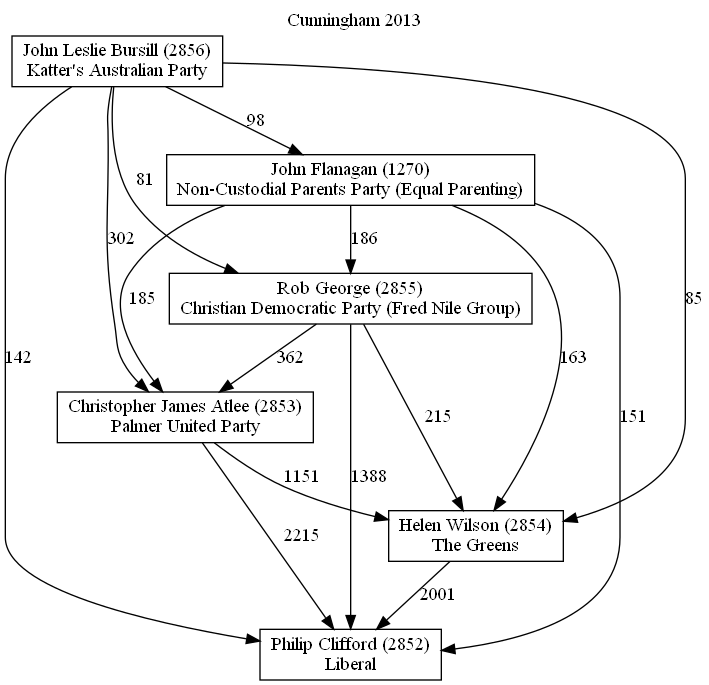 Cunningham 2013
John Leslie Bursill (2856)
Katter's Australian Party
98
John Flanagan (1270)
Non-Custodial Parents Party (Equal Parenting)
81
302
186
185
Rob George (2855)
Christian Democratic Party (Fred Nile Group)
85
142
362
163
Christopher James Atlee (2853)
Palmer United Party
215
151
1151
1388
Helen Wilson (2854)
The Greens
2215
2001
Philip Clifford (2852)
Liberal